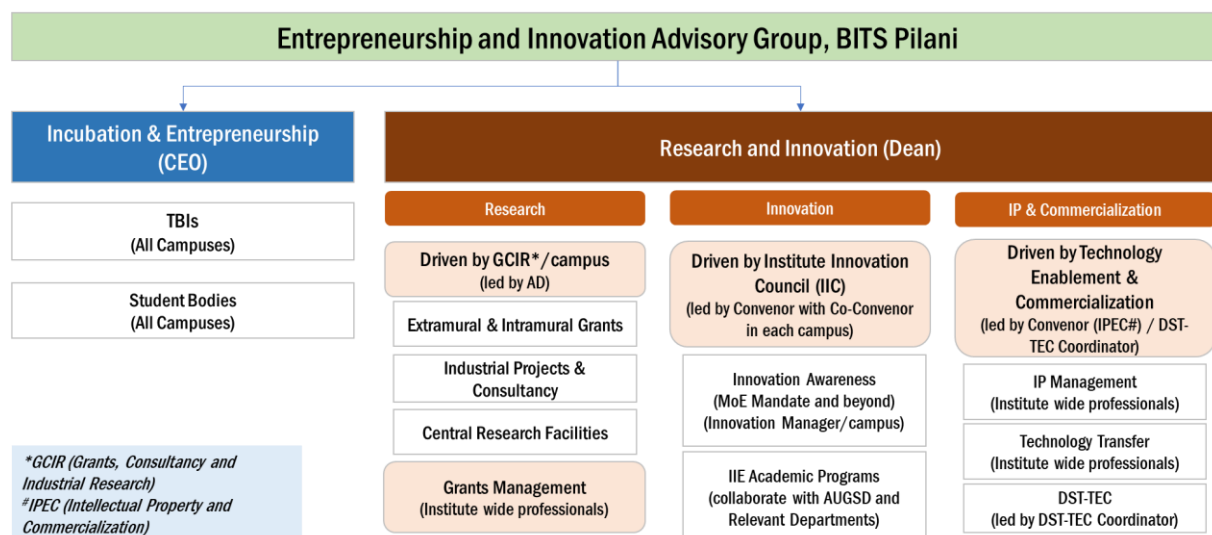 Entrepreneurship and Innovation Advisory Group, BITS Pilani
Incubation & Entrepreneurship
(CEO)
TBIs
(All Campuses)
Student Bodies
(All Campuses)
*GCIR (Grants, Consultancy and
Industrial Research)
#IPEC (Intellectual Property and
Commercialization)
Research and Innovation (Dean)
Research
Driven by GCIR*/campus
(led by AD)
Extramural & Intramural Grants
Industrial Projects &
Consultancy
Central Research Facilities
Grants Management
(Institute wide professionals)
Innovation
Driven by Institute Innovation
Council (IIC)
(led by Convenor with Co-Convenor
in each campus)
Innovation Awareness
(MoE Mandate and beyond)
(Innovation Manager/campus)
IIE Academic Programs
(collaborate with AUGSD and
Relevant Departments)
IP & Commercialization
Driven by Technology
Enablement &
Commercialization
(led by Convenor (IPEC#) / DST-
TEC Coordinator)
IP Management
(Institute wide professionals)
Technology Transfer
(Institute wide professionals)
DST-TEC
(led by DST-TEC Coordinator)